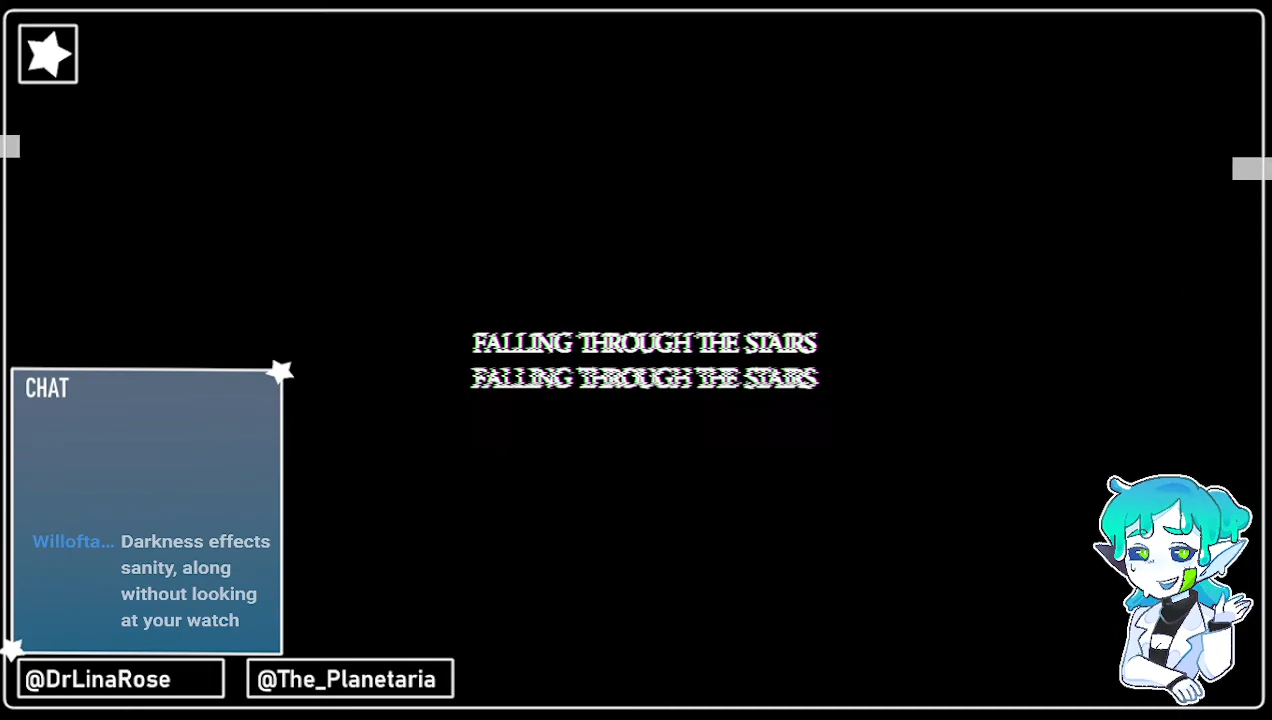 FALLING THROUGH THE STAIRS
FALLING THROUGH THE STAIRS
CHAT
Willofta... Darkness effects
sanity, along
without looking
at your watch
@DrLinaRose
@The_Planetaria